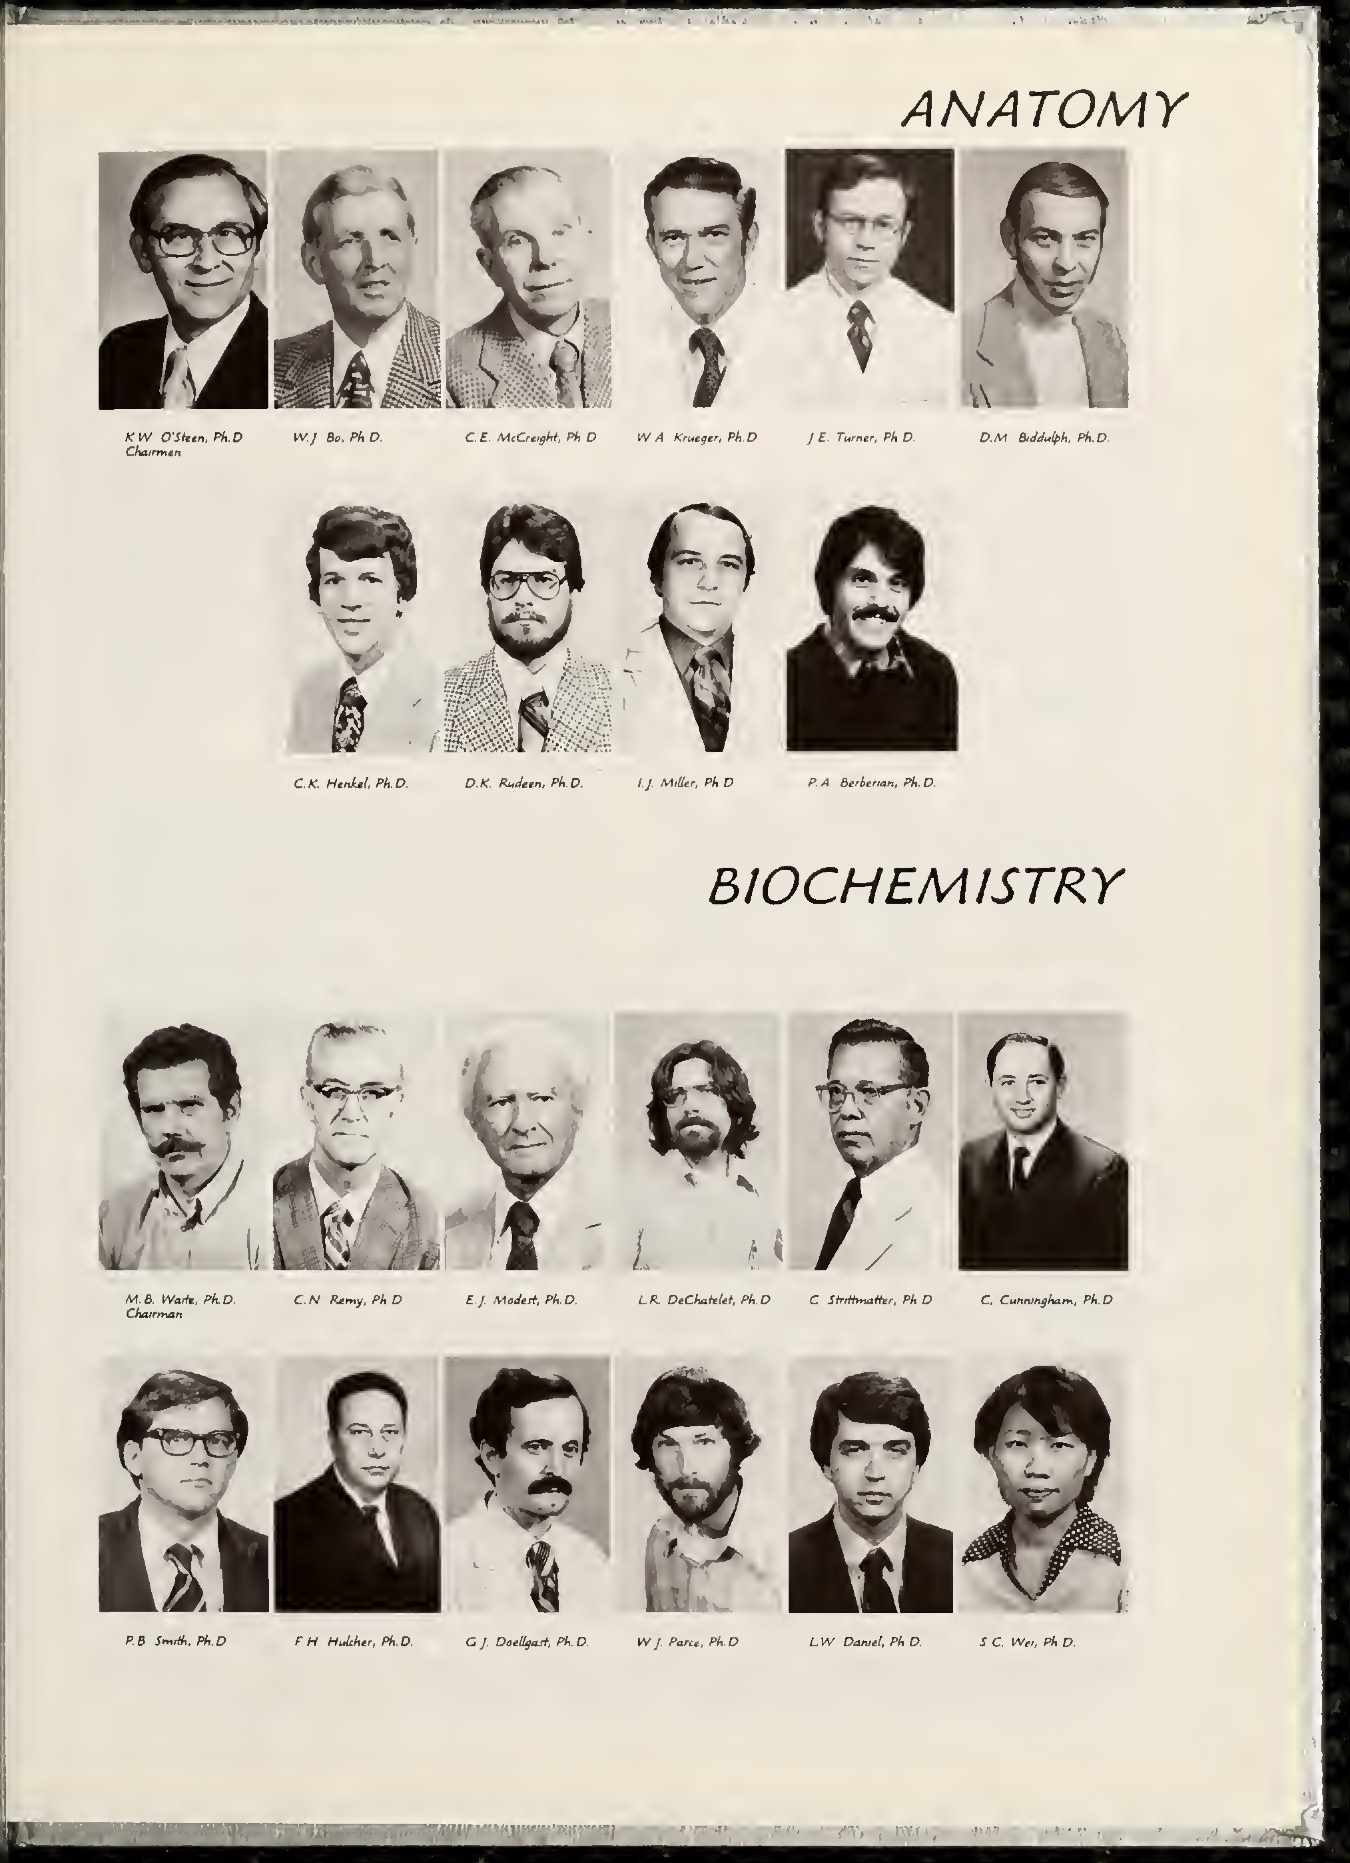 ANATOMY
K.W. O'Steen, Ph.D.
Chairman
W.J. Bo, Ph.D.
C.E. McCreight, Ph.D.
W.A. Krueger, Ph.D.
J.E. Turner, Ph.D.
D.M. Biddulph, Ph.D.
C.K. Henkel, Ph.D.
D.K. Rudeen, Ph.D.
I.J. Miller, Ph.D.
P.A. Berberian, Ph.D.
BIOCHEMISTRY
M.B. Waite, Ph.D.
Chairman
C.N. Remy, Ph.D.
E.J. Modest, Ph.D.
L.R. DeChatelet, Ph.D.
C. Strittmatter, Ph.D.
C. Cunningham, Ph.D.
P.B. Smith, Ph.D.
F.H. Hulcher, Ph.D.
G.J. Doellgast, Ph.D.
W.J. Parce, Ph.D.
L.W. Daniel, Ph.D.
S.C. Wei, Ph.D.